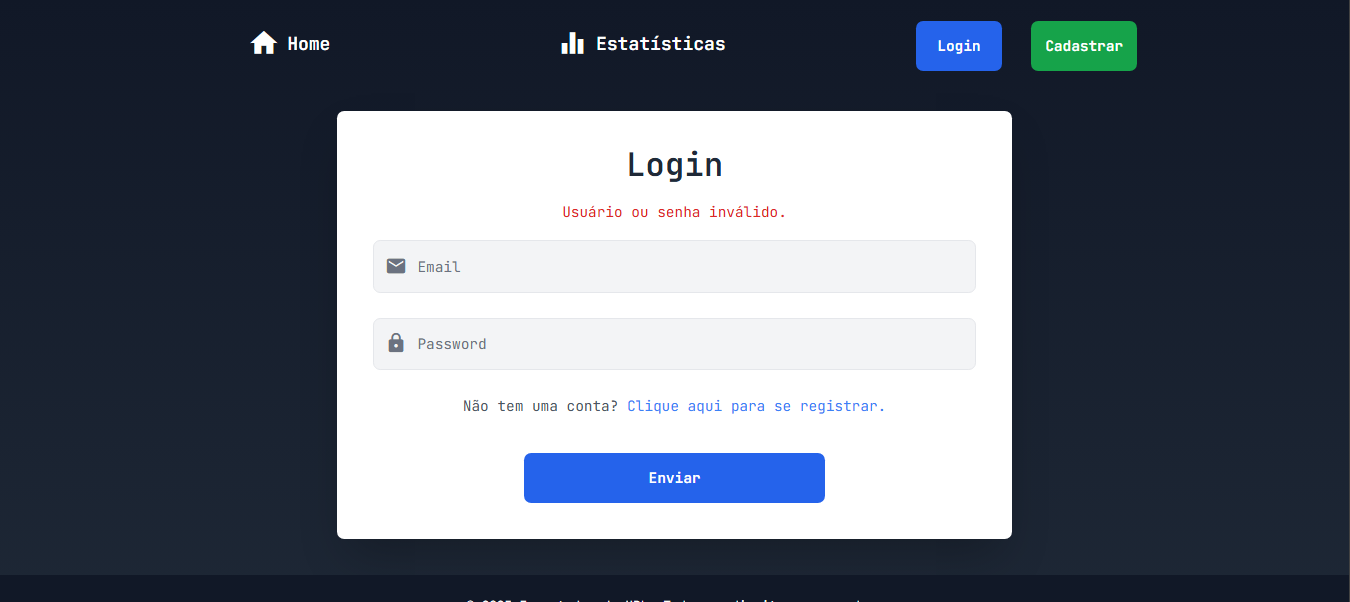 Home
Estatísticas
Login
Cadastrar
Login
Usuário ou senha inválido.
Email
Password
Não tem uma conta? Clique aqui para se registrar.
Enviar